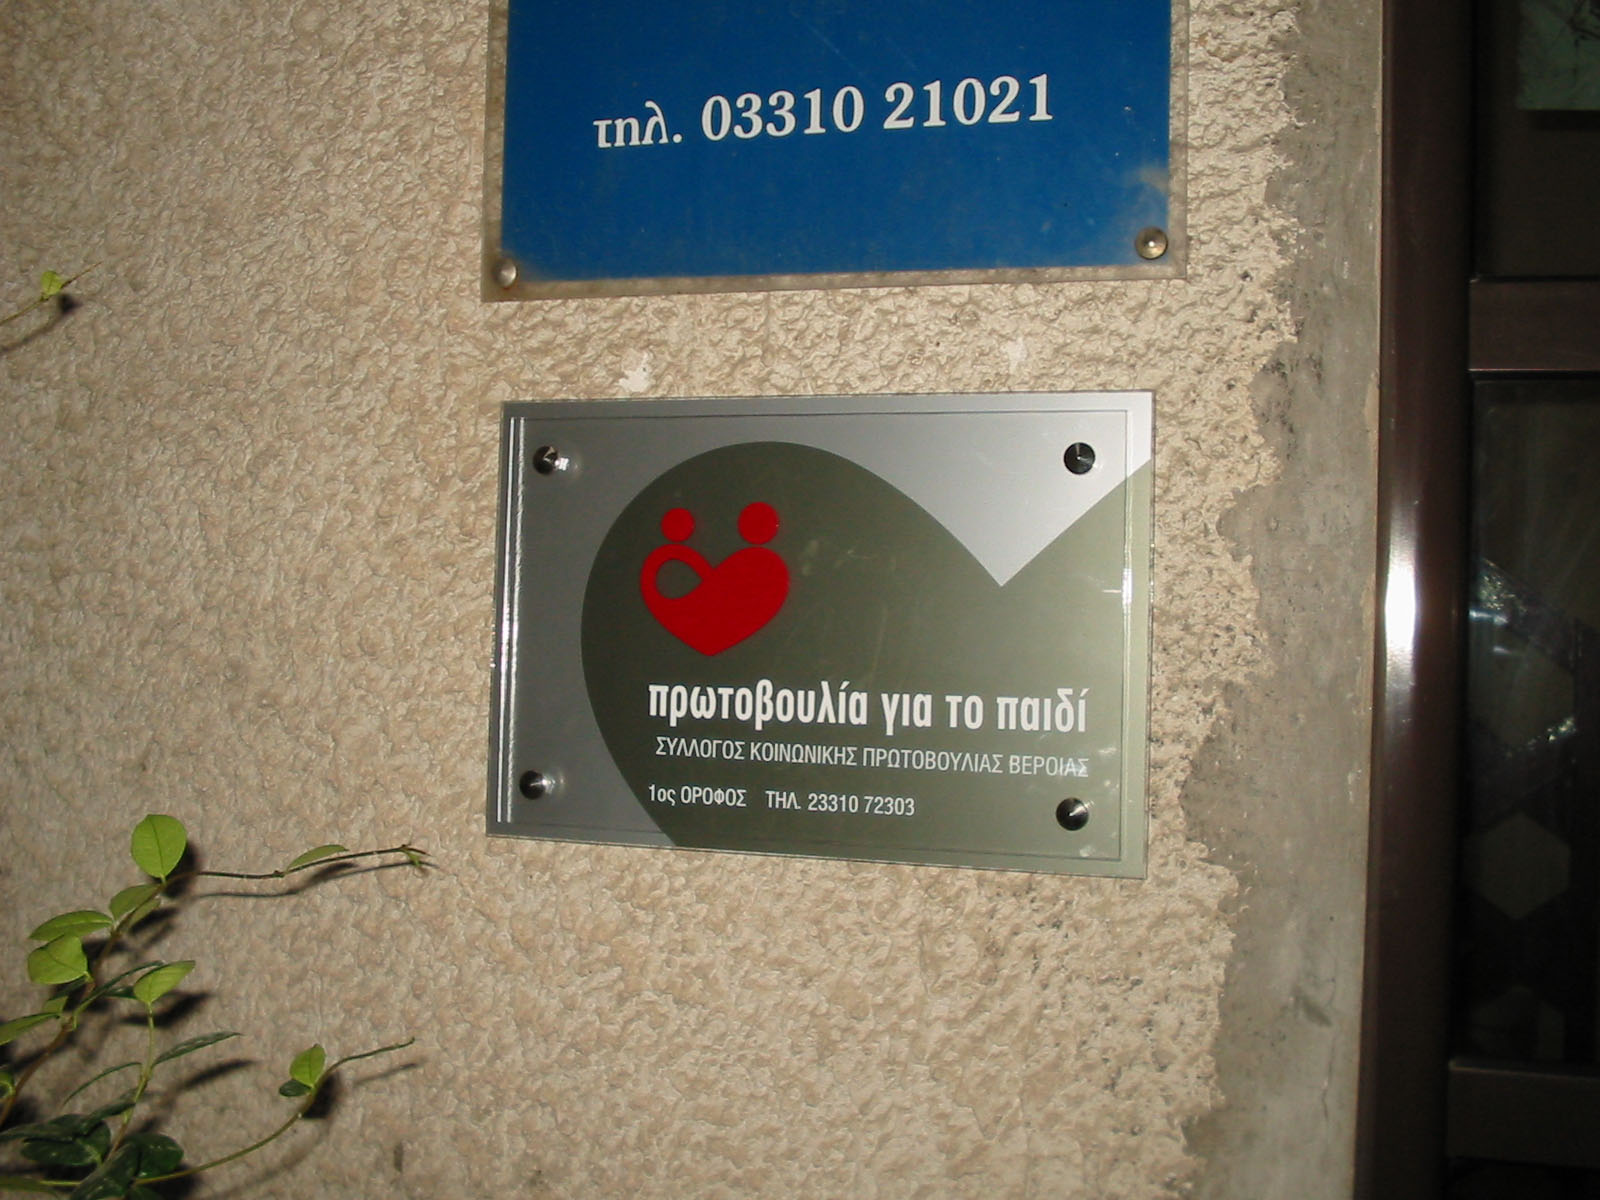 τηλ. 03310 21021
πρωτοβουλία για το παιδί
ΣΥΛΛΟΓΟΣ ΚΟΙΝΩΝΙΚΗΣ ΠΡΩΤΟΒΟΥΛΙΑΣ ΒΕΡΟΙΑΣ
1ος ΟΡΟΦΟΣ ΤΗΛ. 23310 72303